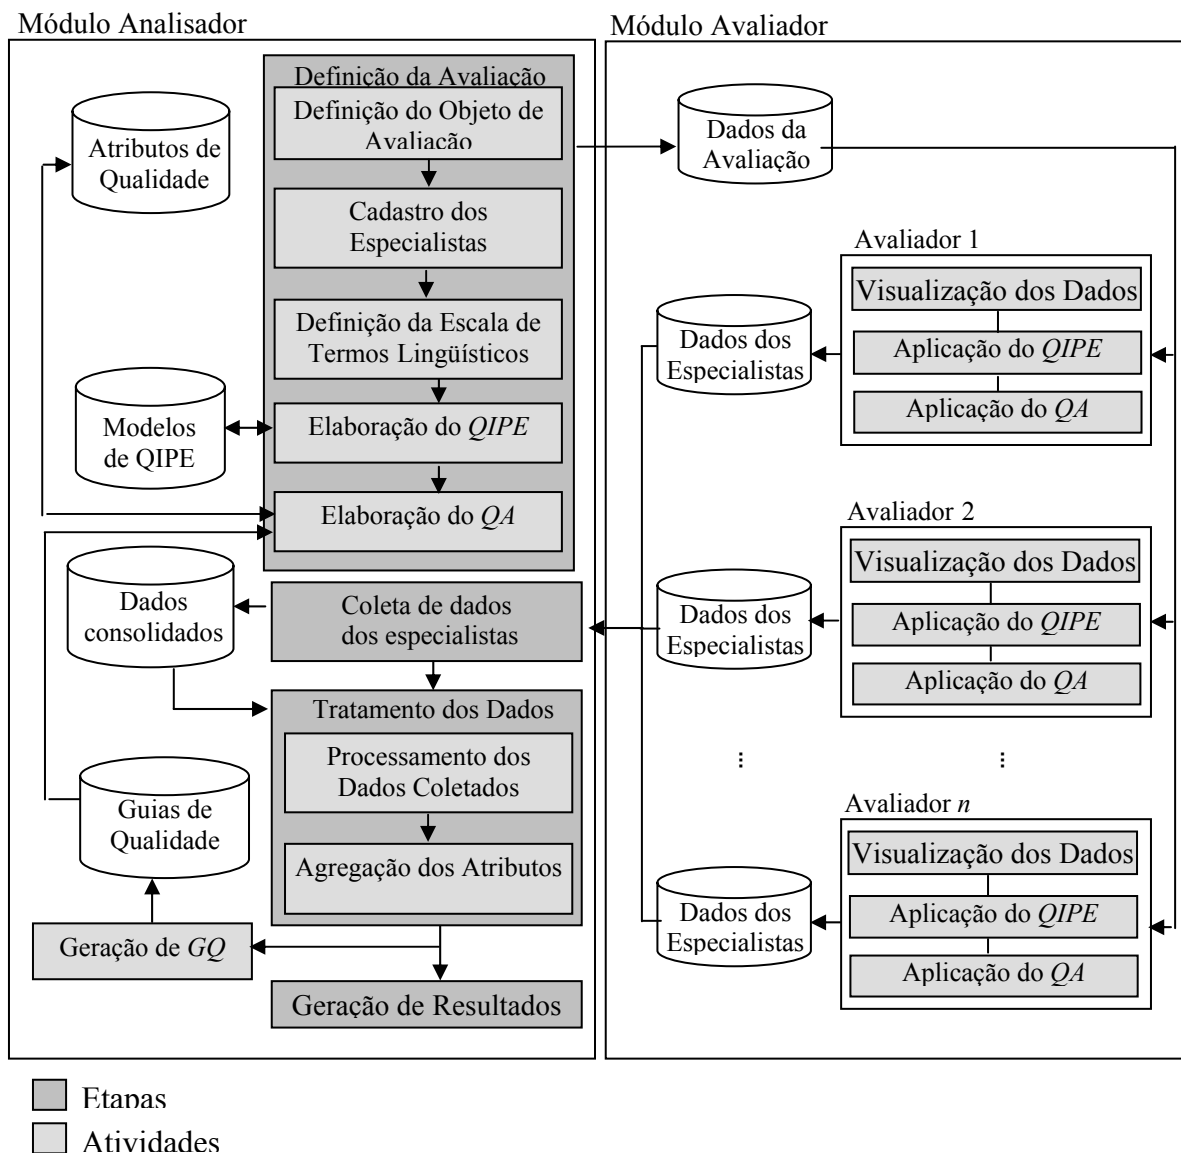 Módulo Analisador
Módulo Avaliador
Definição da Avaliação
Definição do Objeto de
Avaliação
Cadastro dos
Especialistas
Definição da Escala de
Termos Lingüísticos
Elaboração do QIPE
Elaboração do QA
Atributos de
Qualidade
Modelos
de QIPE
Dados
consolidados
Coleta de dados
dos especialistas
Tratamento dos Dados
Processamento dos
Dados Coletados
Agregação dos Atributos
Guias de
Qualidade
Geração de GQ
Geração de Resultados
Dados da
Avaliação
Avaliador 1
Visualização dos Dados
Aplicação do QIPE
Aplicação do QA
Dados dos
Especialistas
Avaliador 2
Visualização dos Dados
Aplicação do QIPE
Aplicação do QA
Dados dos
Especialistas
...
...
Avaliador n
Visualização dos Dados
Aplicação do QIPE
Aplicação do QA
Dados dos
Especialistas
Etapas
Atividades